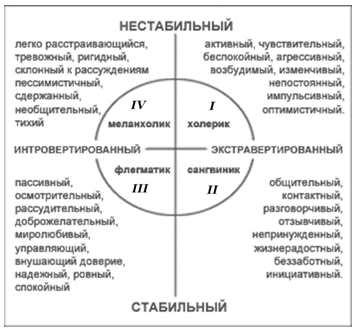 НЕСТАБИЛЬНЫЙ
легко расстраивающийся,
тревожный, ригидный,
склонный к рассуждениям
пессимистичный,
сдержанный,
необщительный,
тихий
активный, чувствительный,
беспокойный, агрессивный,
возбудимый, изменчивый,
непостоянный,
импульсивный,
оптимистичный.
IV
меланхолик
I
холерик
ИНТРОВЕРТИРОВАННЫЙ
ЭКСТРАВЕРТИРОВАННЫЙ
флегматик
III
сангвиник
II
пассивный,
осмотрительный,
рассудительный,
доброжелательный,
миролюбивый,
управляющий,
внушающий доверие,
надежный, ровный,
спокойный
общительный,
контактный,
разговорчивый,
отзывчивый,
непринужденный,
жизнерадостный,
беззаботный,
инициативный.
СТАБИЛЬНЫЙ